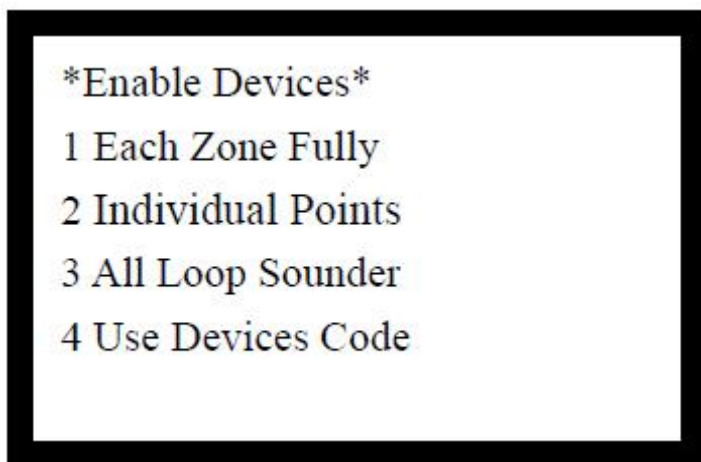 *Enable Devices*
1 Each Zone Fully
2 Individual Points
3 All Loop Sounder
4 Use Devices Code